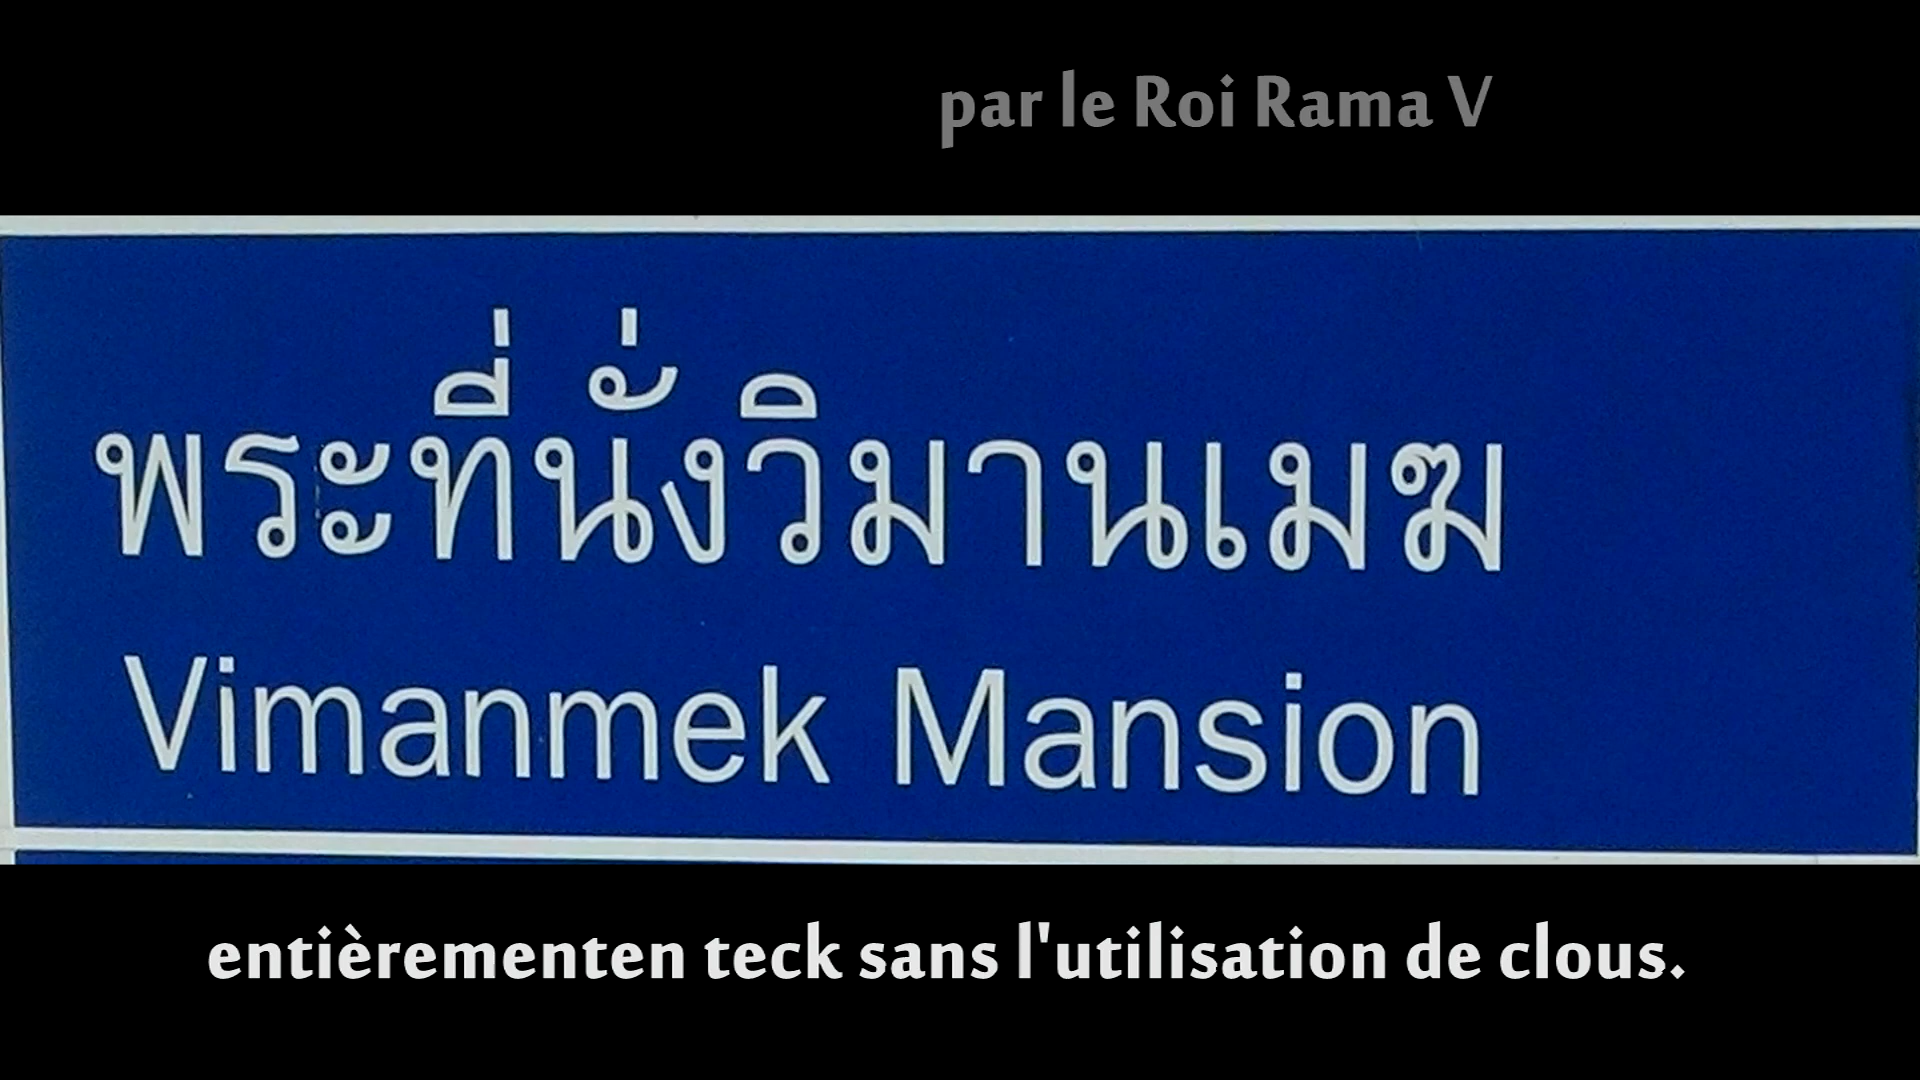 par le Roi Rama V
พระที่นั่งวิมานเมฆ
Vimanmek Mansion
entièrementen teck sans l'utilisation de clous.